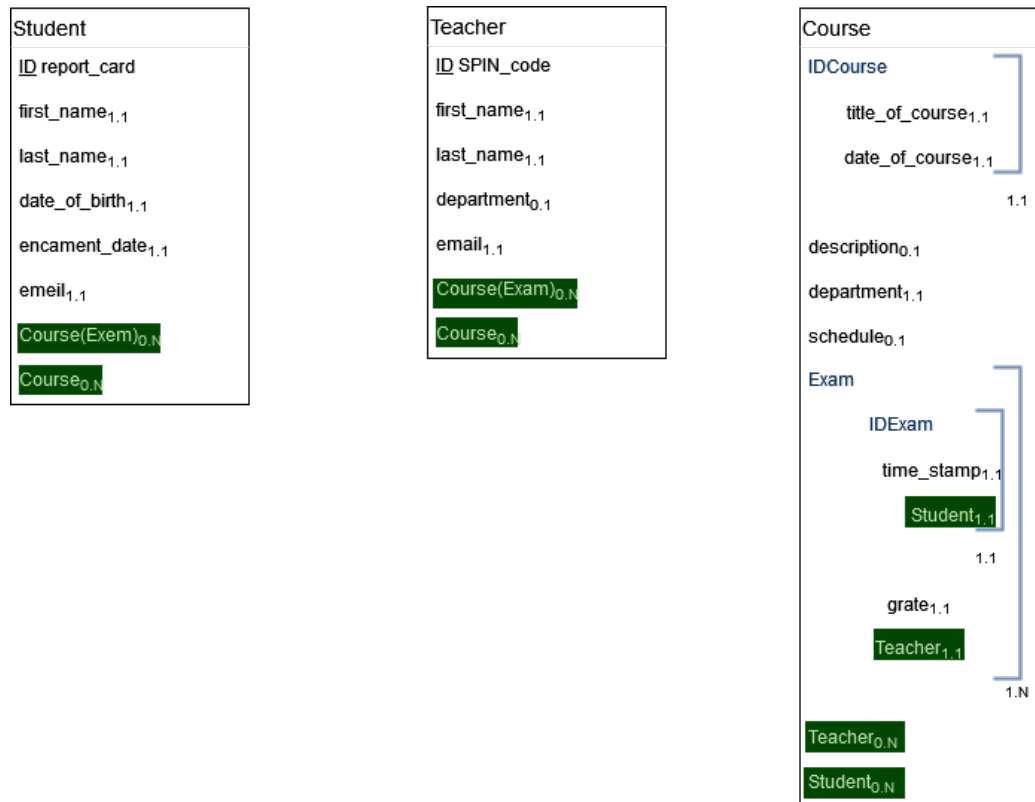 Student
ID report_card
first_name1.1
last_name1.1
date_of_birth1.1
encament_date1.1
emeil1.1
Course(Exem)0.N
Course0.N
Teacher
ID SPIN_code
first_name1.1
last_name1.1
department0.1
email1.1
Course(Exam)0.N
Course0.N
Course
IDCourse
title_of_course1.1
date_of_course1.1
1.1
description0.1
department1.1
schedule0.1
Exam
IDExam
time_stamp1.1
Student1.1
1.1
grate1.1
Teacher1.1
1.N
Teacher0.N
Student0.N